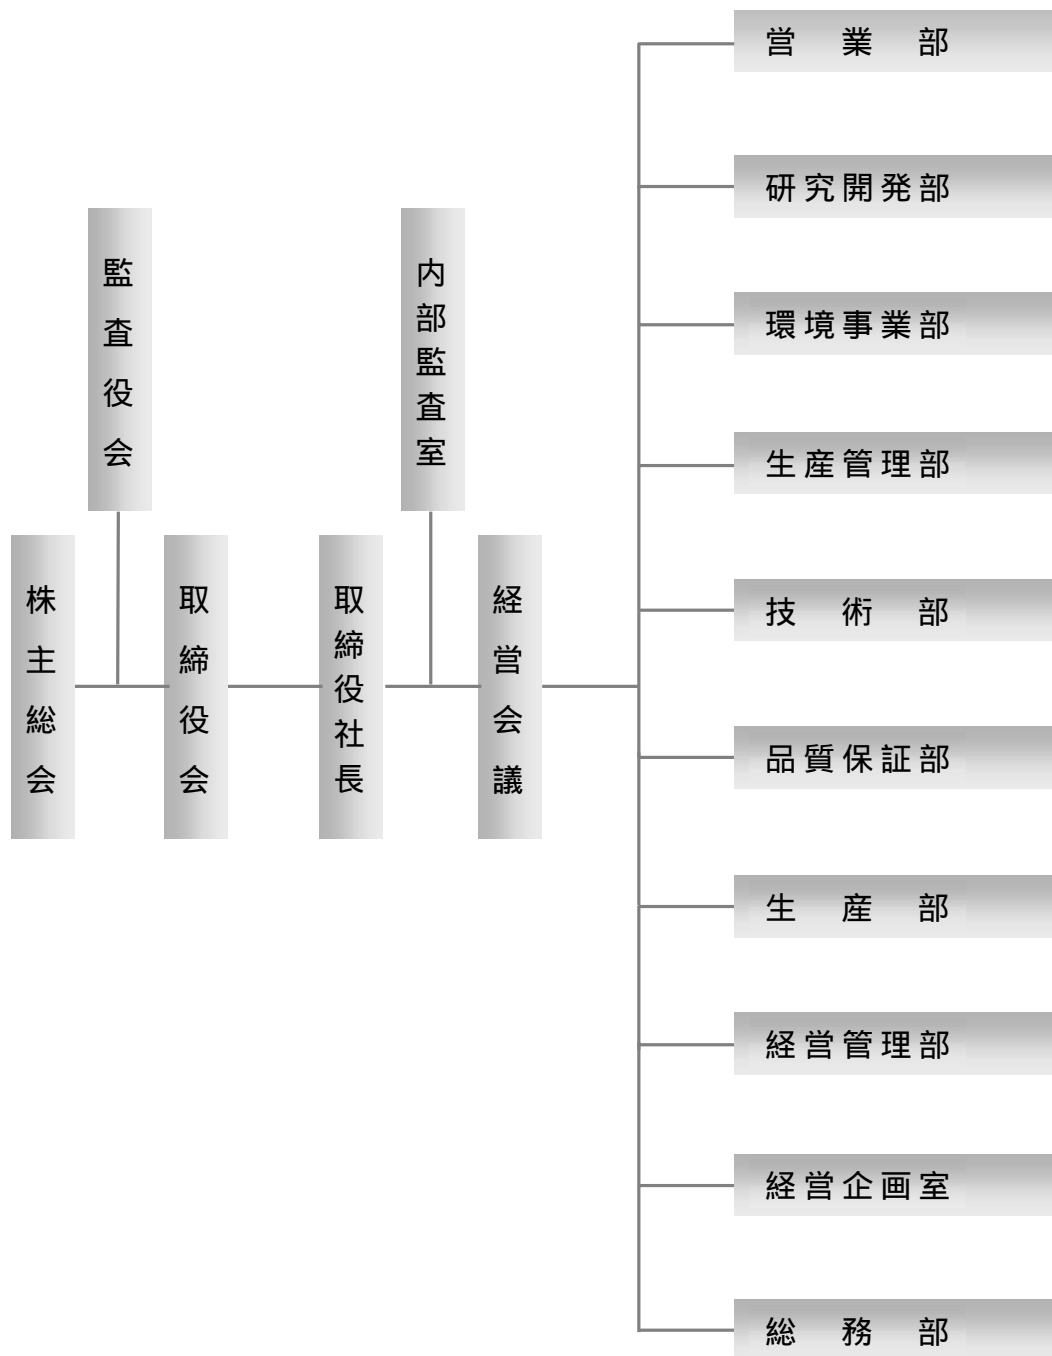 監査役会
内部監査室
株主総会
取締役会
取締役社長
経営会議
営業部
研究開発部
環境事業部
生産管理部
技術部
品質保証部
生産部
経営管理部
経営企画室
総務部